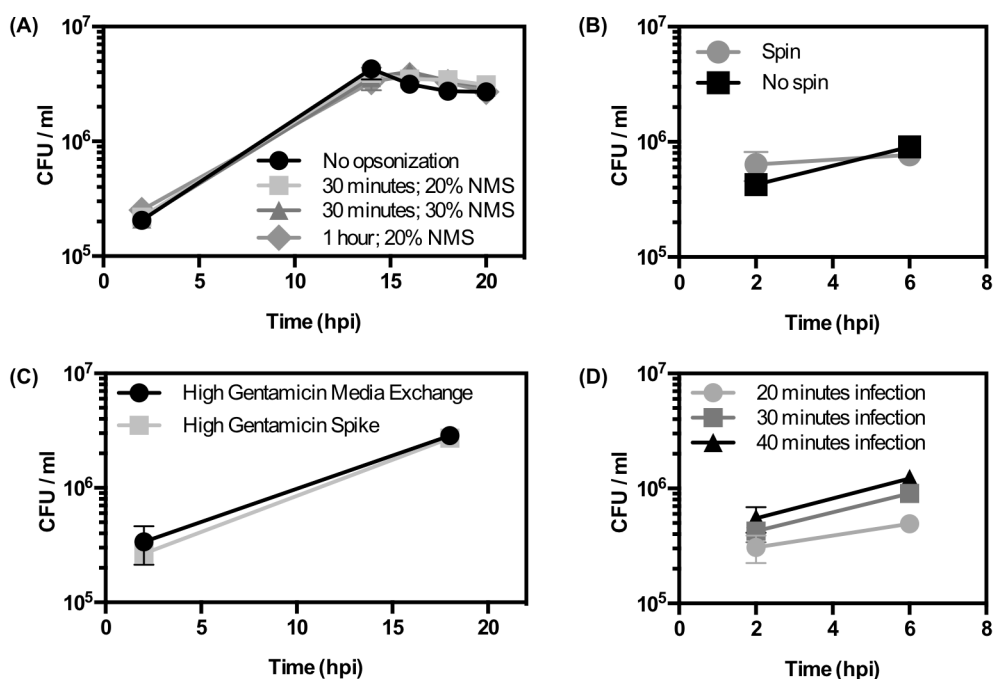 (A)
10^7
10^6
10^5
CFU / ml
No opsonization
30 minutes; 20% NMS
30 minutes; 30% NMS
1 hour; 20% NMS
0 5 10 15 20
Time (hpi)
(B)
10^7
10^6
10^5
CFU / ml
Spin
No spin
0 2 4 6 8
Time (hpi)
(C)
10^7
10^6
10^5
CFU / ml
High Gentamicin Media Exchange
High Gentamicin Spike
0 5 10 15 20
Time (hpi)
(D)
10^7
10^6
10^5
CFU / ml
20 minutes infection
30 minutes infection
40 minutes infection
0 2 4 6 8
Time (hpi)